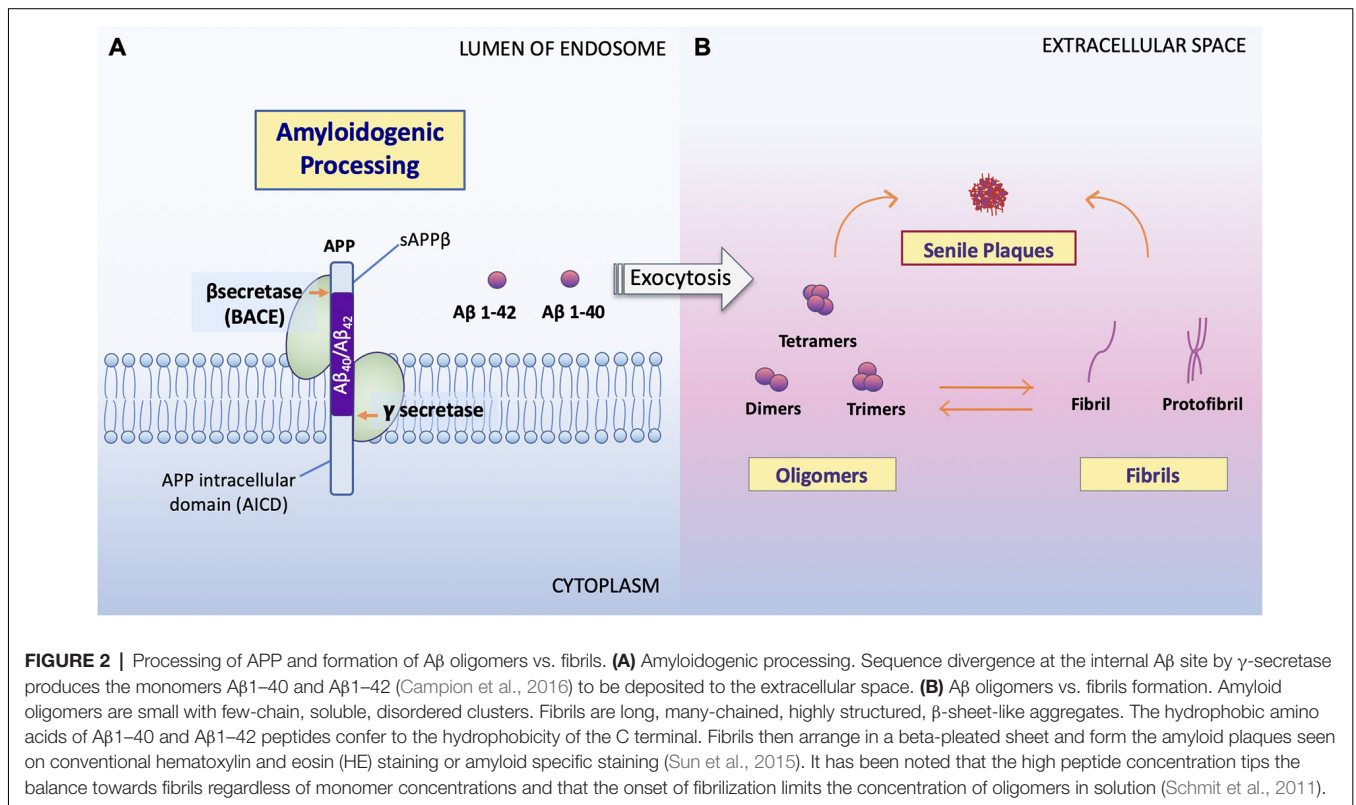 A
LUMEN OF ENDOSOME
Amyloidogenic
Processing
APP
sAPPβ
βsecretase
(BACE)
Aβ40/Aβ42
Aβ 1-42
Aβ 1-40
γ secretase
APP intracellular
domain (AICD)
CYTOPLASM
Exocytosis
B
EXTRACELLULAR SPACE
Senile Plaques
Tetramers
Dimers
Trimers
Fibril
Protofibril
Oligomers
Fibrils
FIGURE 2 | Processing of APP and formation of Aβ oligomers vs. fibrils. (A) Amyloidogenic processing. Sequence divergence at the internal Aβ site by γ-secretase
produces the monomers Aβ1–40 and Aβ1–42 (Campion et al., 2016) to be deposited to the extracellular space. (B) Aβ oligomers vs. fibrils formation. Amyloid
oligomers are small with few-chain, soluble, disordered clusters. Fibrils are long, many-chained, highly structured, β-sheet-like aggregates. The hydrophobic amino
acids of Aβ1–40 and Aβ1–42 peptides confer to the hydrophobicity of the C terminal. Fibrils then arrange in a beta-pleated sheet and form the amyloid plaques seen
on conventional hematoxylin and eosin (HE) staining or amyloid specific staining (Sun et al., 2015). It has been noted that the high peptide concentration tips the
balance towards fibrils regardless of monomer concentrations and that the onset of fibrilization limits the concentration of oligomers in solution (Schmit et al., 2011).